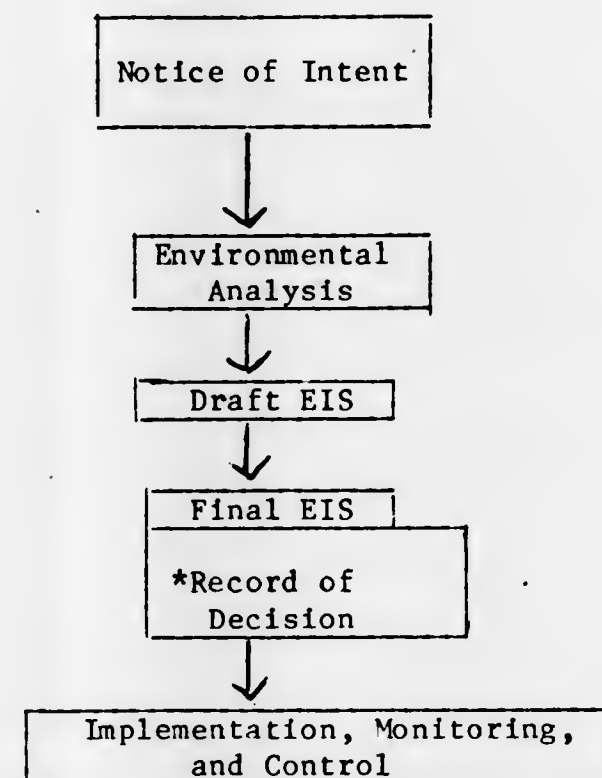 Notice of Intent
Environmental
Analysis
Draft EIS
Final EIS
*Record of
Decision
Implementation, Monitoring,
and Control